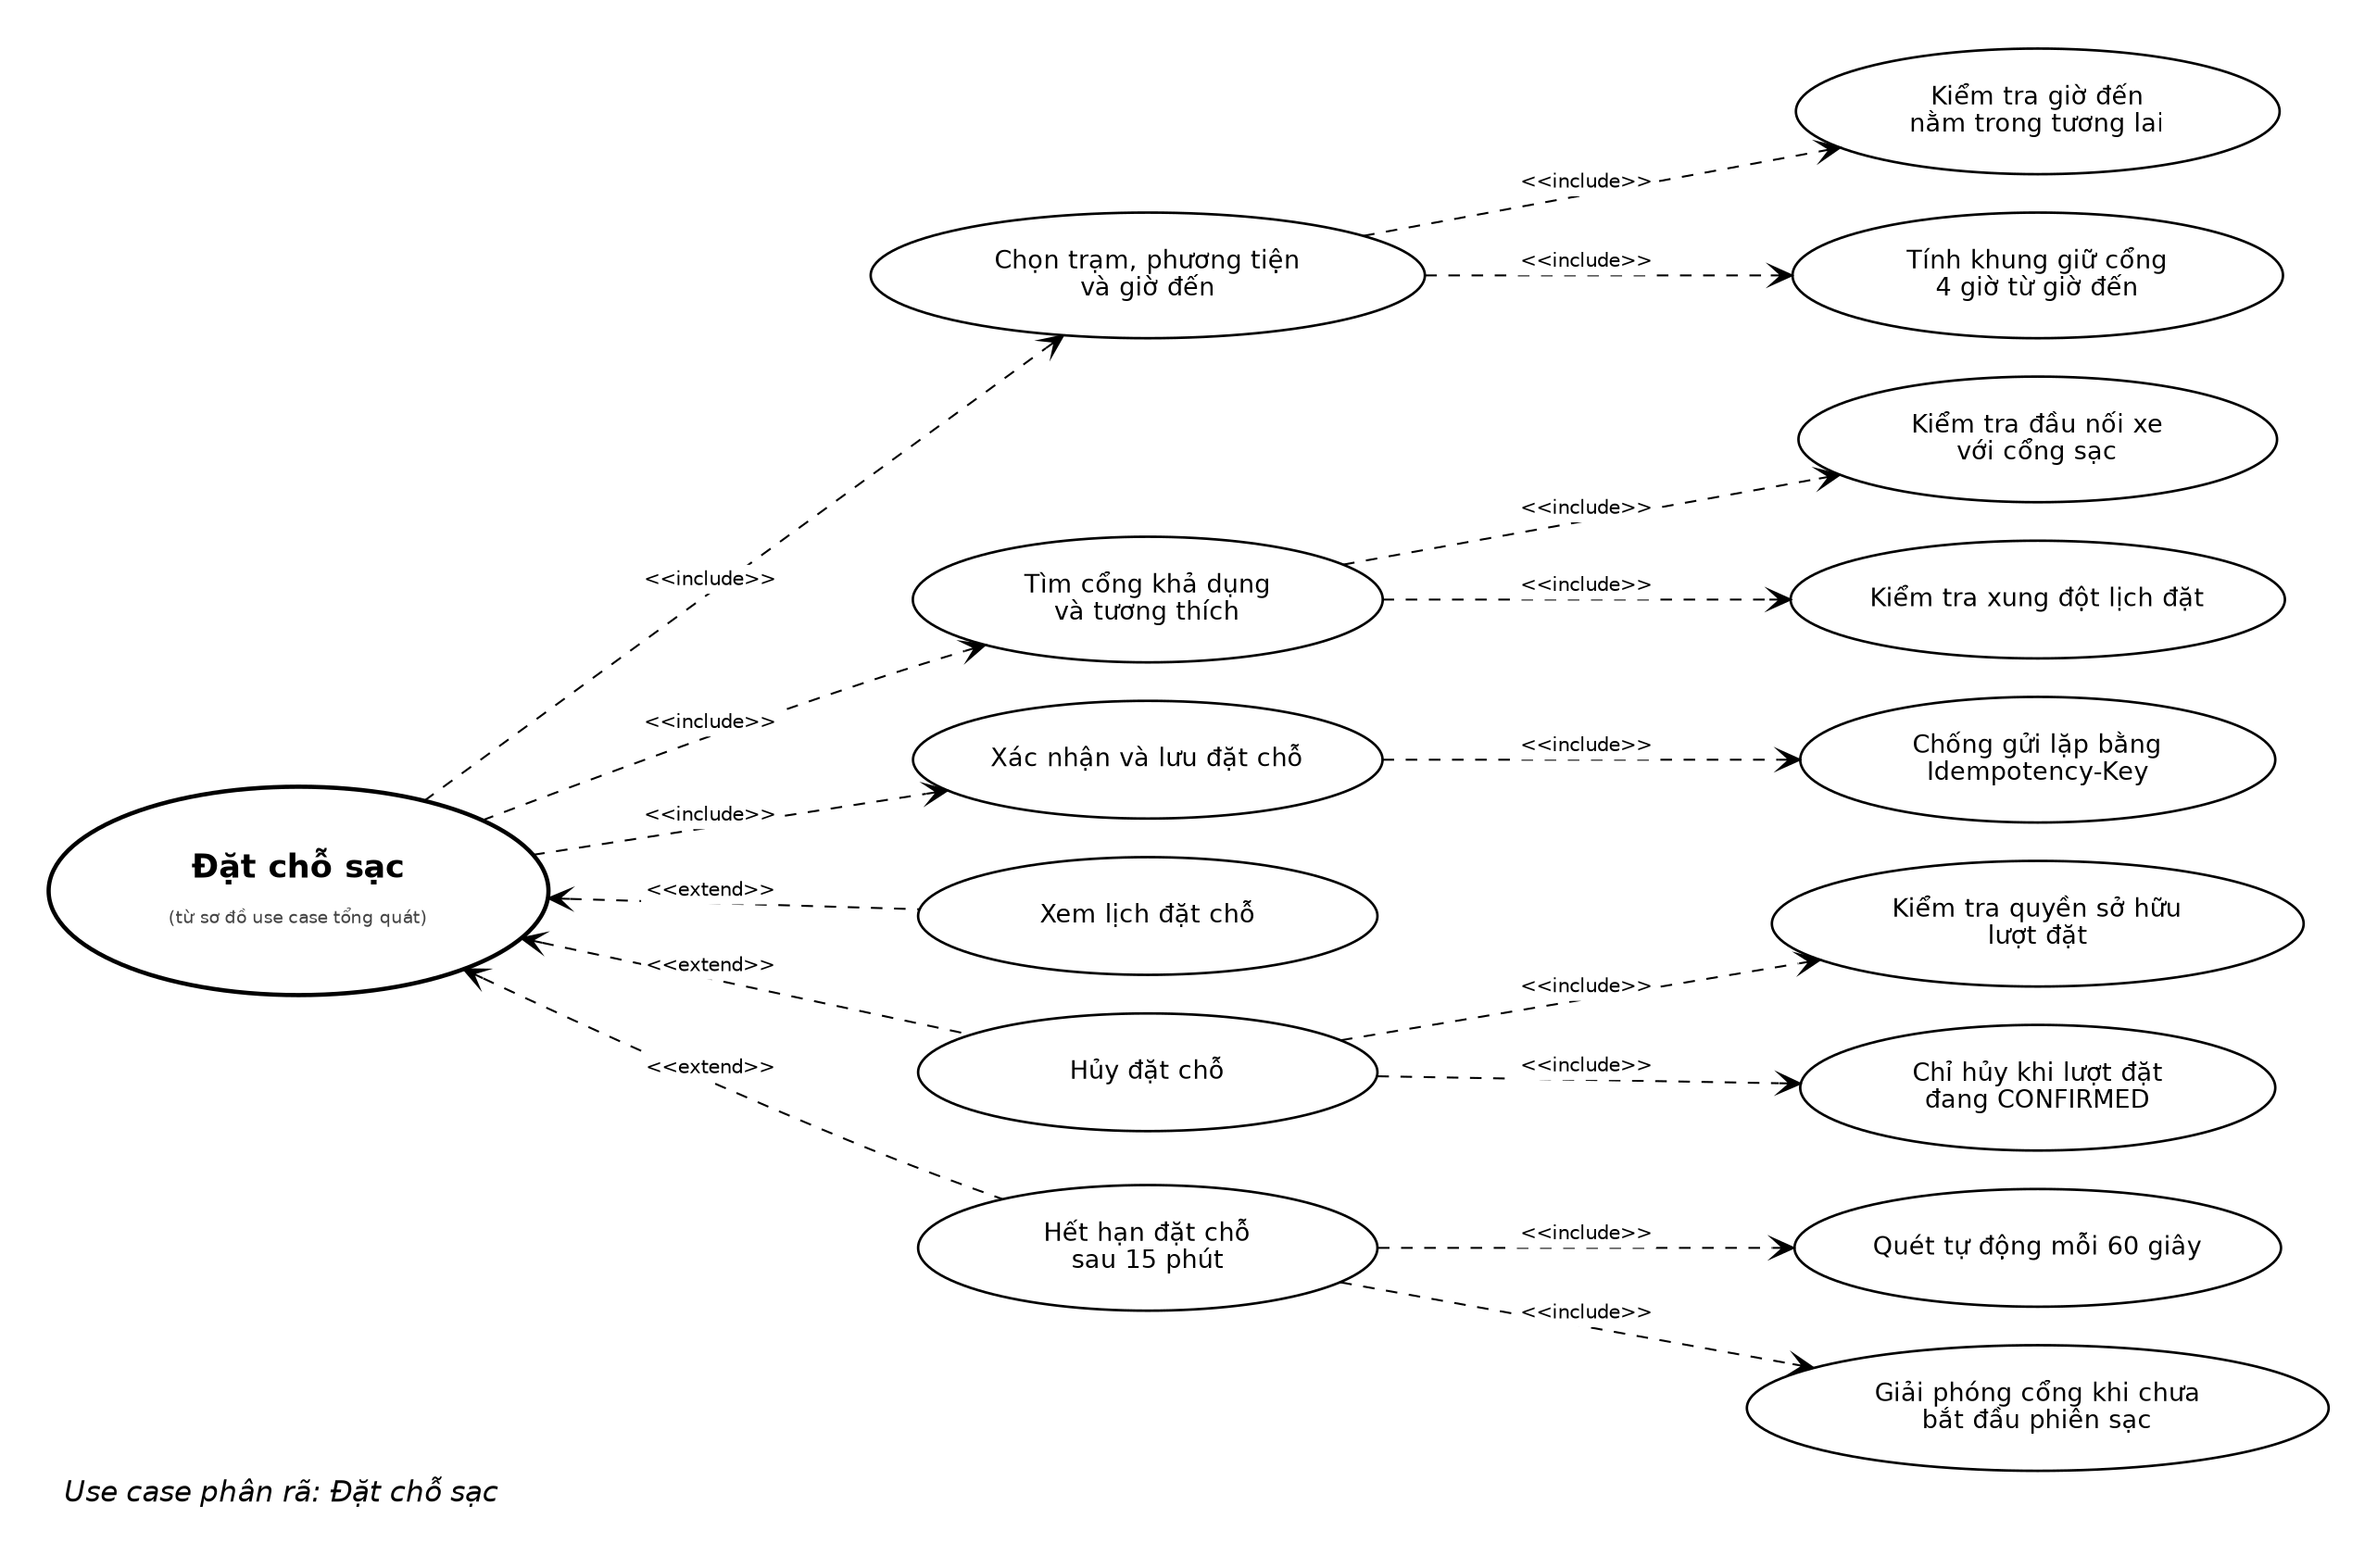 Kiểm tra giờ đến
nằm trong tương lai
<<include>>
Chọn trạm, phương tiện
và giờ đến
<<include>>
Tính khung giữ cổng
4 giờ từ giờ đến
Kiểm tra đầu nối xe
với cổng sạc
<<include>>
<<include>>
Tìm cổng khả dụng
và tương thích
<<include>>
Kiểm tra xung đột lịch đặt
<<include>>
Xác nhận và lưu đặt chỗ
<<include>>
Chống gửi lặp bằng
Idempotency-Key
<<include>>
Đặt chỗ sạc
(từ sơ đồ use case tổng quát)
<<extend>>
Xem lịch đặt chỗ
Kiểm tra quyền sở hữu
lượt đặt
<<extend>>
<<include>>
Hủy đặt chỗ
<<include>>
Chỉ hủy khi lượt đặt
đang CONFIRMED
<<extend>>
Hết hạn đặt chỗ
sau 15 phút
<<include>>
Quét tự động mỗi 60 giây
<<include>>
Giải phóng cổng khi chưa
bắt đầu phiên sạc
Use case phân rã: Đặt chỗ sạc